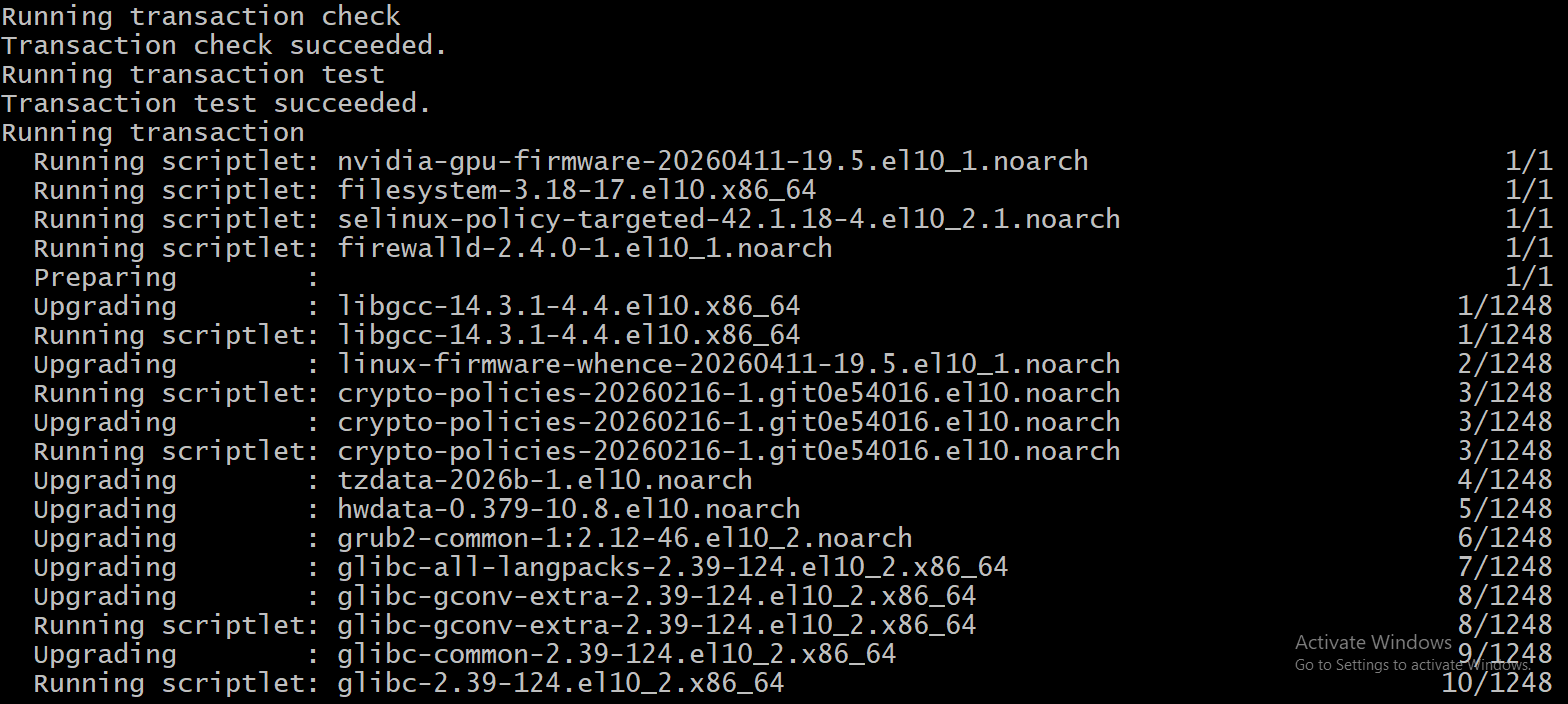 Running transaction check
Transaction check succeeded.
Running transaction test
Transaction test succeeded.
Running transaction
  Running scriptlet: nvidia-gpu-firmware-20260411-19.5.el10_1.noarch 1/1
  Running scriptlet: filesystem-3.18-17.el10.x86_64 1/1
  Running scriptlet: selinux-policy-targeted-42.1.18-4.el10_2.1.noarch 1/1
  Running scriptlet: firewalld-2.4.0-1.el10_1.noarch 1/1
  Preparing        : 1/1
  Upgrading        : libgcc-14.3.1-4.4.el10.x86_64 1/1248
  Running scriptlet: libgcc-14.3.1-4.4.el10.x86_64 1/1248
  Upgrading        : linux-firmware-whence-20260411-19.5.el10_1.noarch 2/1248
  Running scriptlet: crypto-policies-20260216-1.git0e54016.el10.noarch 3/1248
  Upgrading        : crypto-policies-20260216-1.git0e54016.el10.noarch 3/1248
  Running scriptlet: crypto-policies-20260216-1.git0e54016.el10.noarch 3/1248
  Upgrading        : tzdata-2026b-1.el10.noarch 4/1248
  Upgrading        : hwdata-0.379-10.8.el10.noarch 5/1248
  Upgrading        : grub2-common-1:2.12-46.el10_2.noarch 6/1248
  Upgrading        : glibc-all-langpacks-2.39-124.el10_2.x86_64 7/1248
  Upgrading        : glibc-gconv-extra-2.39-124.el10_2.x86_64 8/1248
  Running scriptlet: glibc-gconv-extra-2.39-124.el10_2.x86_64 8/1248
  Upgrading        : glibc-common-2.39-124.el10_2.x86_64 9/1248
  Running scriptlet: glibc-2.39-124.el10_2.x86_64 10/1248
Activate Windows
Go to Settings to activate Windows.